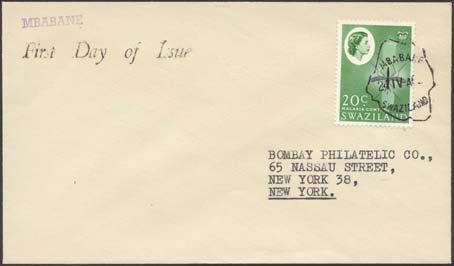 MBABANE
First Day of Issue
20c
MALARIA CONT
SWAZILAND
MBABANE
SWAZILAND
BOMBAY PHILATELIC CO.,
65 NASSAU STREET,
NEW YORK 38,
NEW YORK.